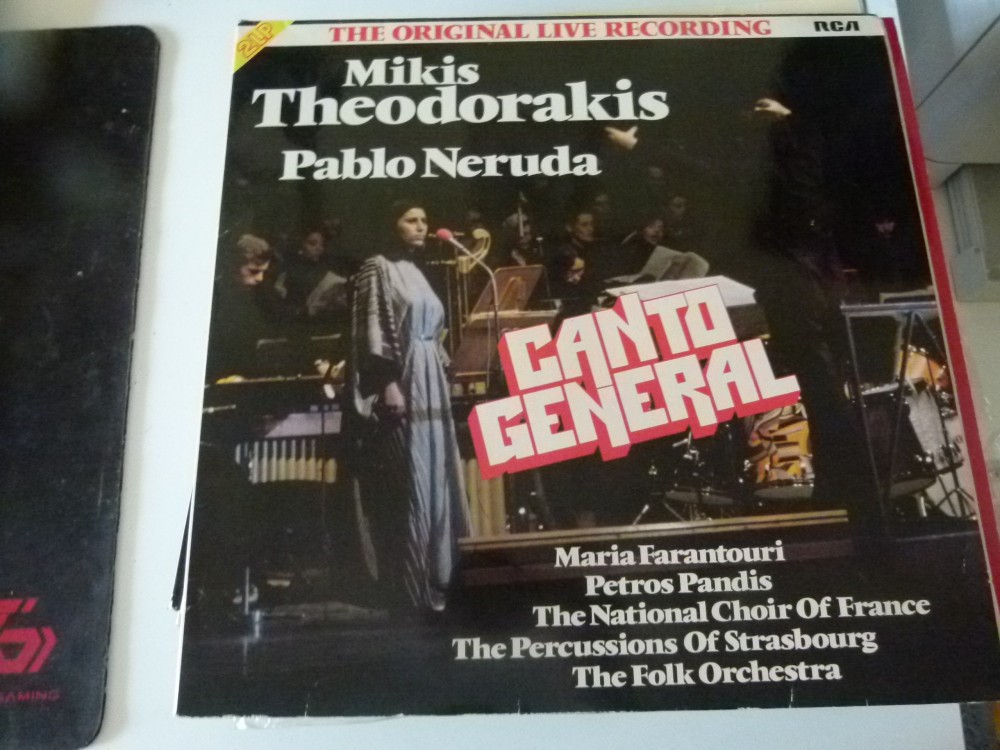 2LP
THE ORIGINAL LIVE RECORDING
RCA
Mikis
Theodorakis
Pablo Neruda
CANTO
GENERAL
Maria Farantouri
Petros Pandis
The National Choir Of France
The Percussions Of Strasbourg
The Folk Orchestra
GAMING